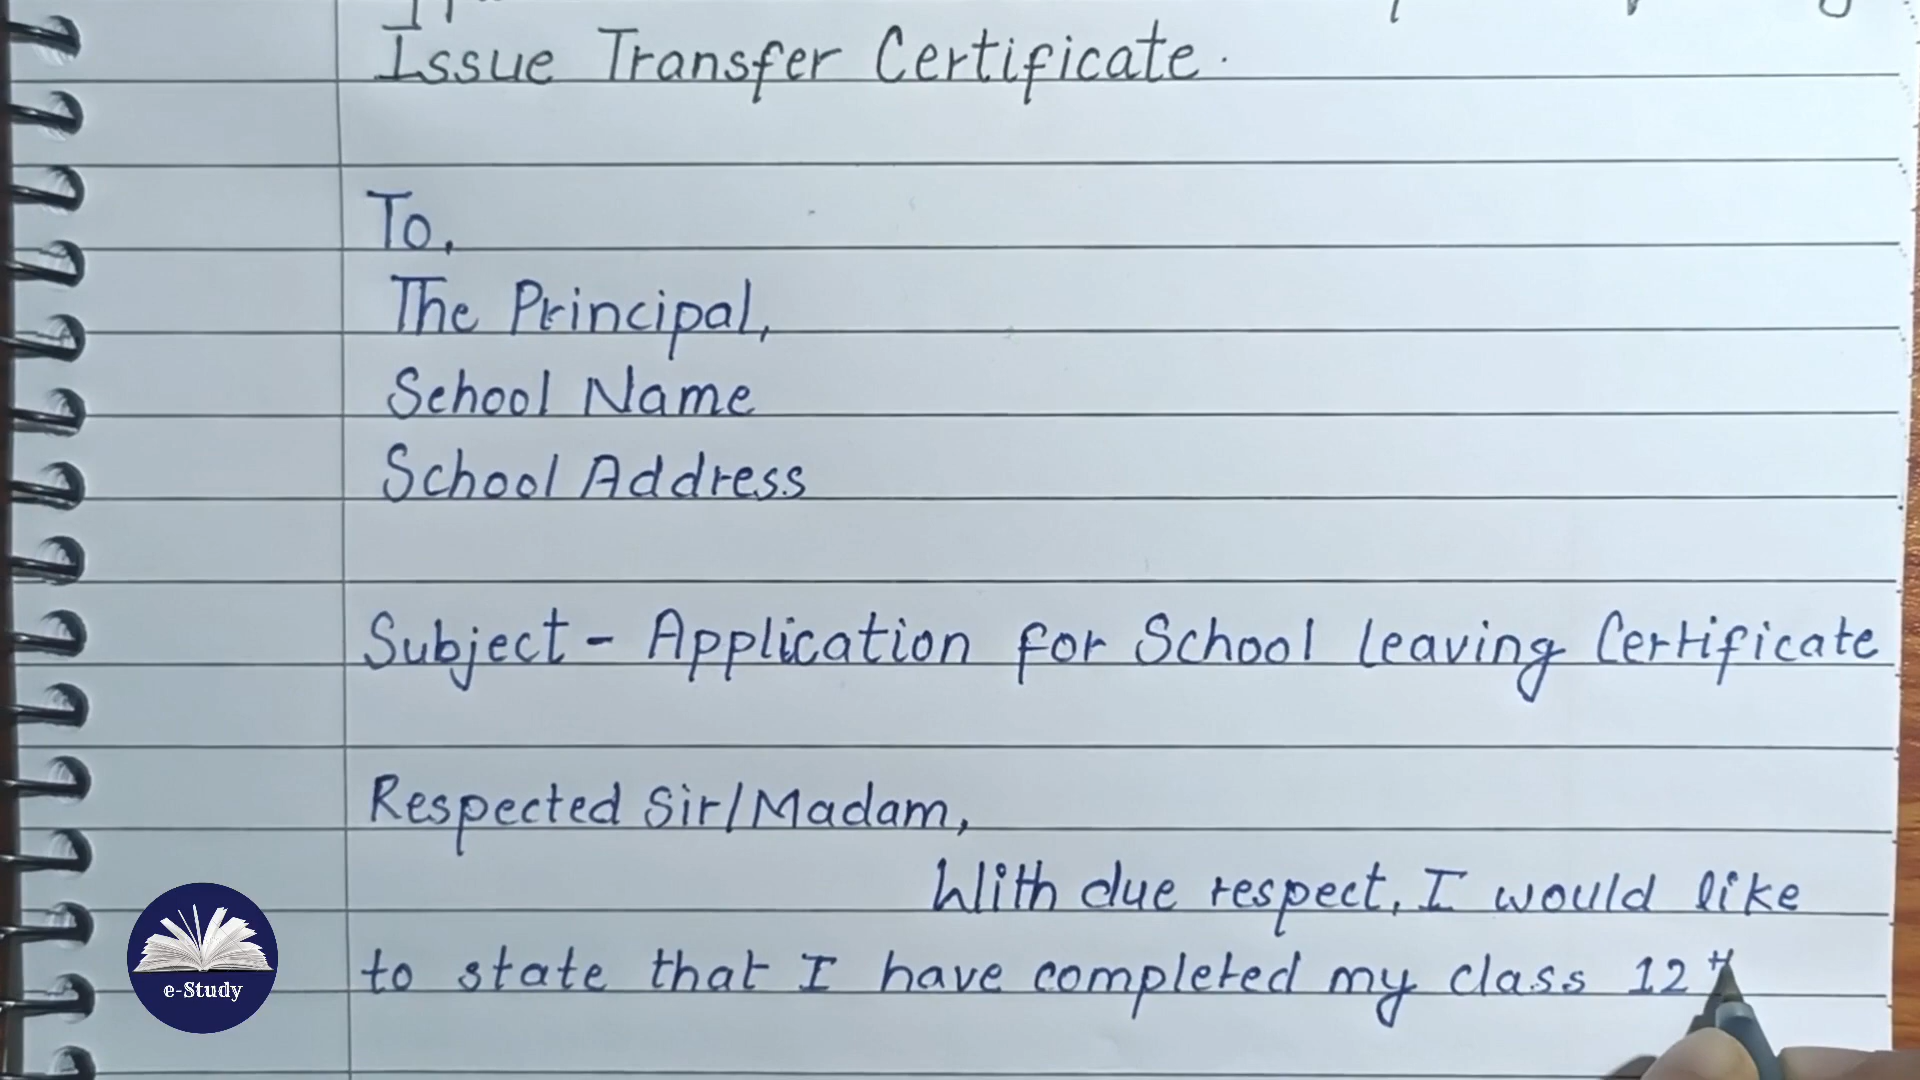 Issue Transfer Certificate.
To,
The Principal,
School Name
School Address
Subject - Application for School leaving Certificate
Respected Sir/Madam,
With due respect, I would like
to state that I have completed my class 12th
e-Study